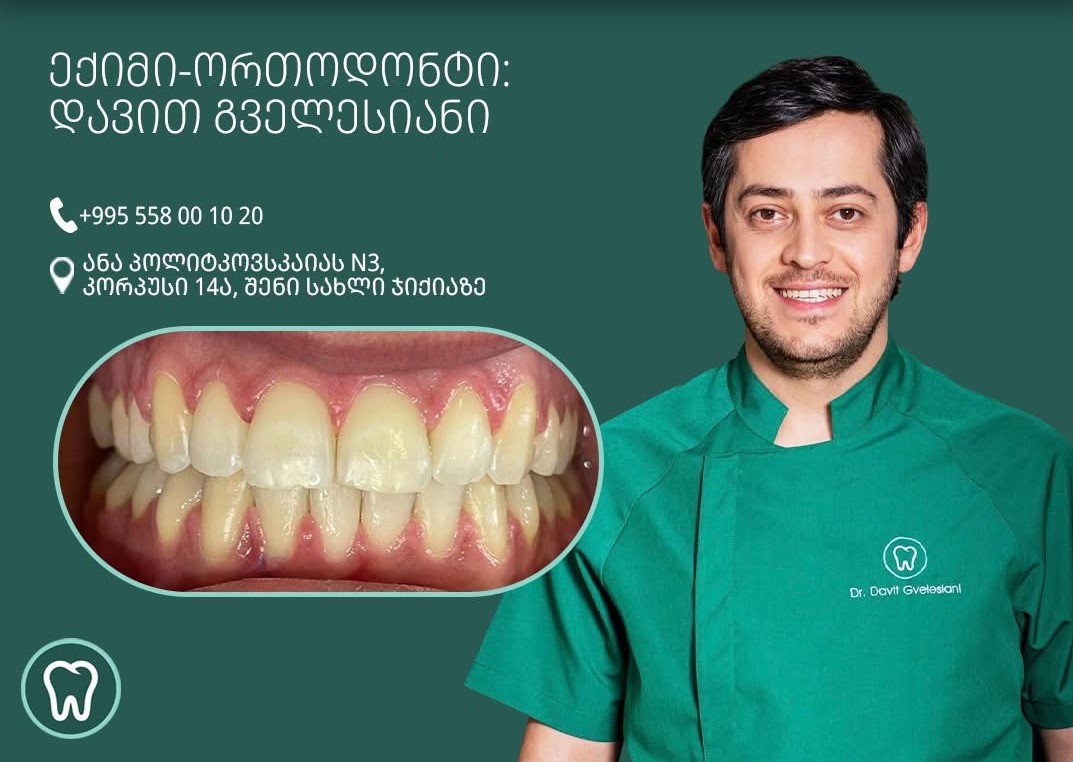 ექიმი-ორთოდონტი:
დავით გველესიანი
+995 558 00 10 20
ანა პოლიტკოვსკაიას N3,
კორპუსი 14ა, შენი სახლი ჯიქიაზე
Dr. Davit Gvelesiani